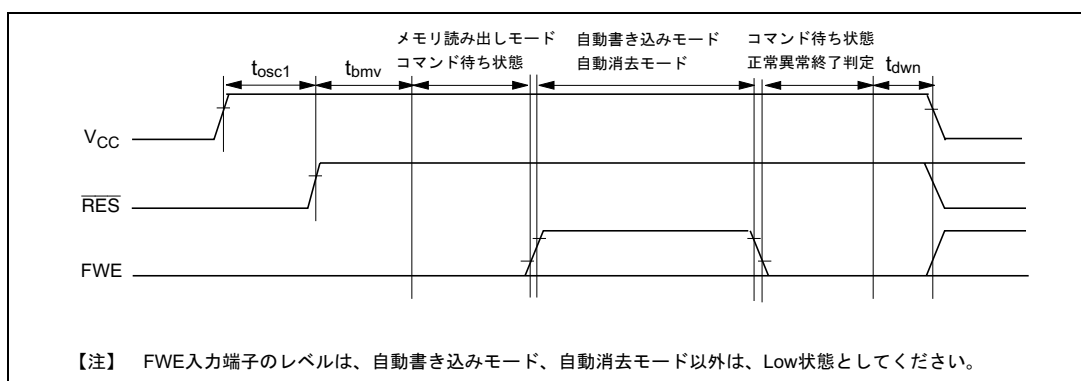 メモリ読み出しモード
コマンド待ち状態
自動書き込みモード
自動消去モード
コマンド待ち状態
正常異常終了判定
tosc1
tbmv
tdwn
VCC
RES
FWE
【注】 FWE入力端子のレベルは、自動書き込みモード、自動消去モード以外は、Low状態としてください。